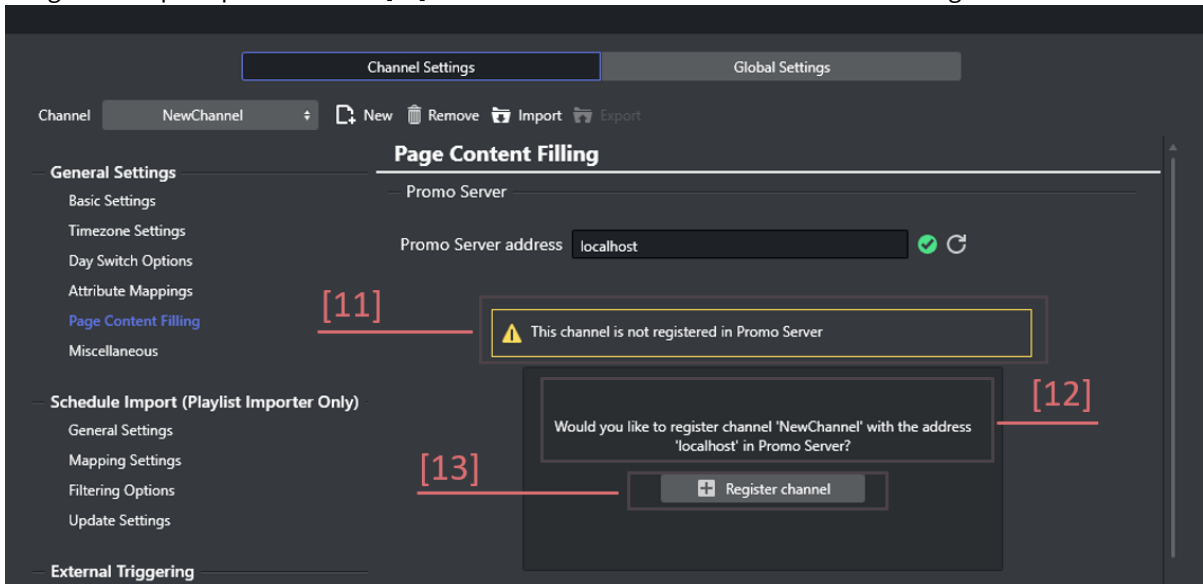 Channel Settings
Global Settings
Channel NewChannel New Remove Import Export
Page Content Filling
General Settings
Basic Settings
Timezone Settings
Day Switch Options
Attribute Mappings
Page Content Filling
Miscellaneous
Schedule Import (Playlist Importer Only)
General Settings
Mapping Settings
Filtering Options
Update Settings
External Triggering
Promo Server
Promo Server address localhost
[11]
This channel is not registered in Promo Server
[12]
Would you like to register channel 'NewChannel' with the address
'localhost' in Promo Server?
[13]
Register channel